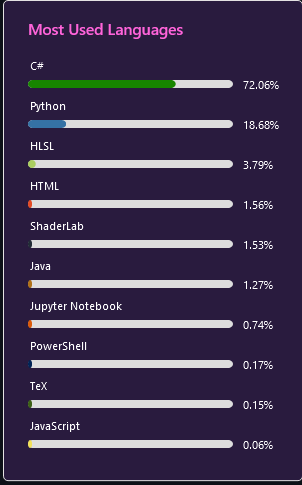 Most Used Languages
C#
72.06%
Python
18.68%
HLSL
3.79%
HTML
1.56%
ShaderLab
1.53%
Java
1.27%
Jupyter Notebook
0.74%
PowerShell
0.17%
TeX
0.15%
JavaScript
0.06%